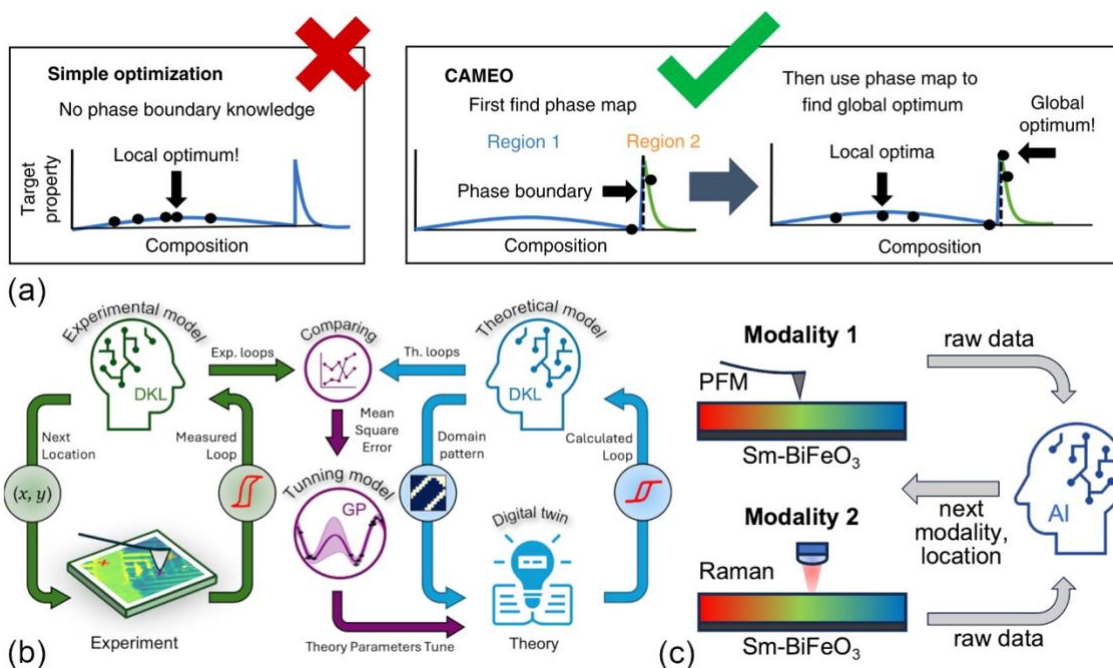 Simple optimization
No phase boundary knowledge
Local optimum!
Target
property
Composition
CAMEO
First find phase map
Region 1
Region 2
Phase boundary
Composition
Then use phase map to
find global optimum
Global
optimum!
Local optima
Composition
(a)
Experimental model
DKL
Exp. loops
Comparing
Th. loops
Theoretical model
DKL
Next
Location
(x, y)
Measured
Loop
Mean
Square
Error
Domain
pattern
Calculated
Loop
Tunning model
GP
Digital twin
Experiment
Theory Parameters Tune
Theory
(b)
Modality 1
PFM
Sm-BiFeO₃
raw data
AI
next
modality,
location
Modality 2
Raman
Sm-BiFeO₃
raw data
(c)